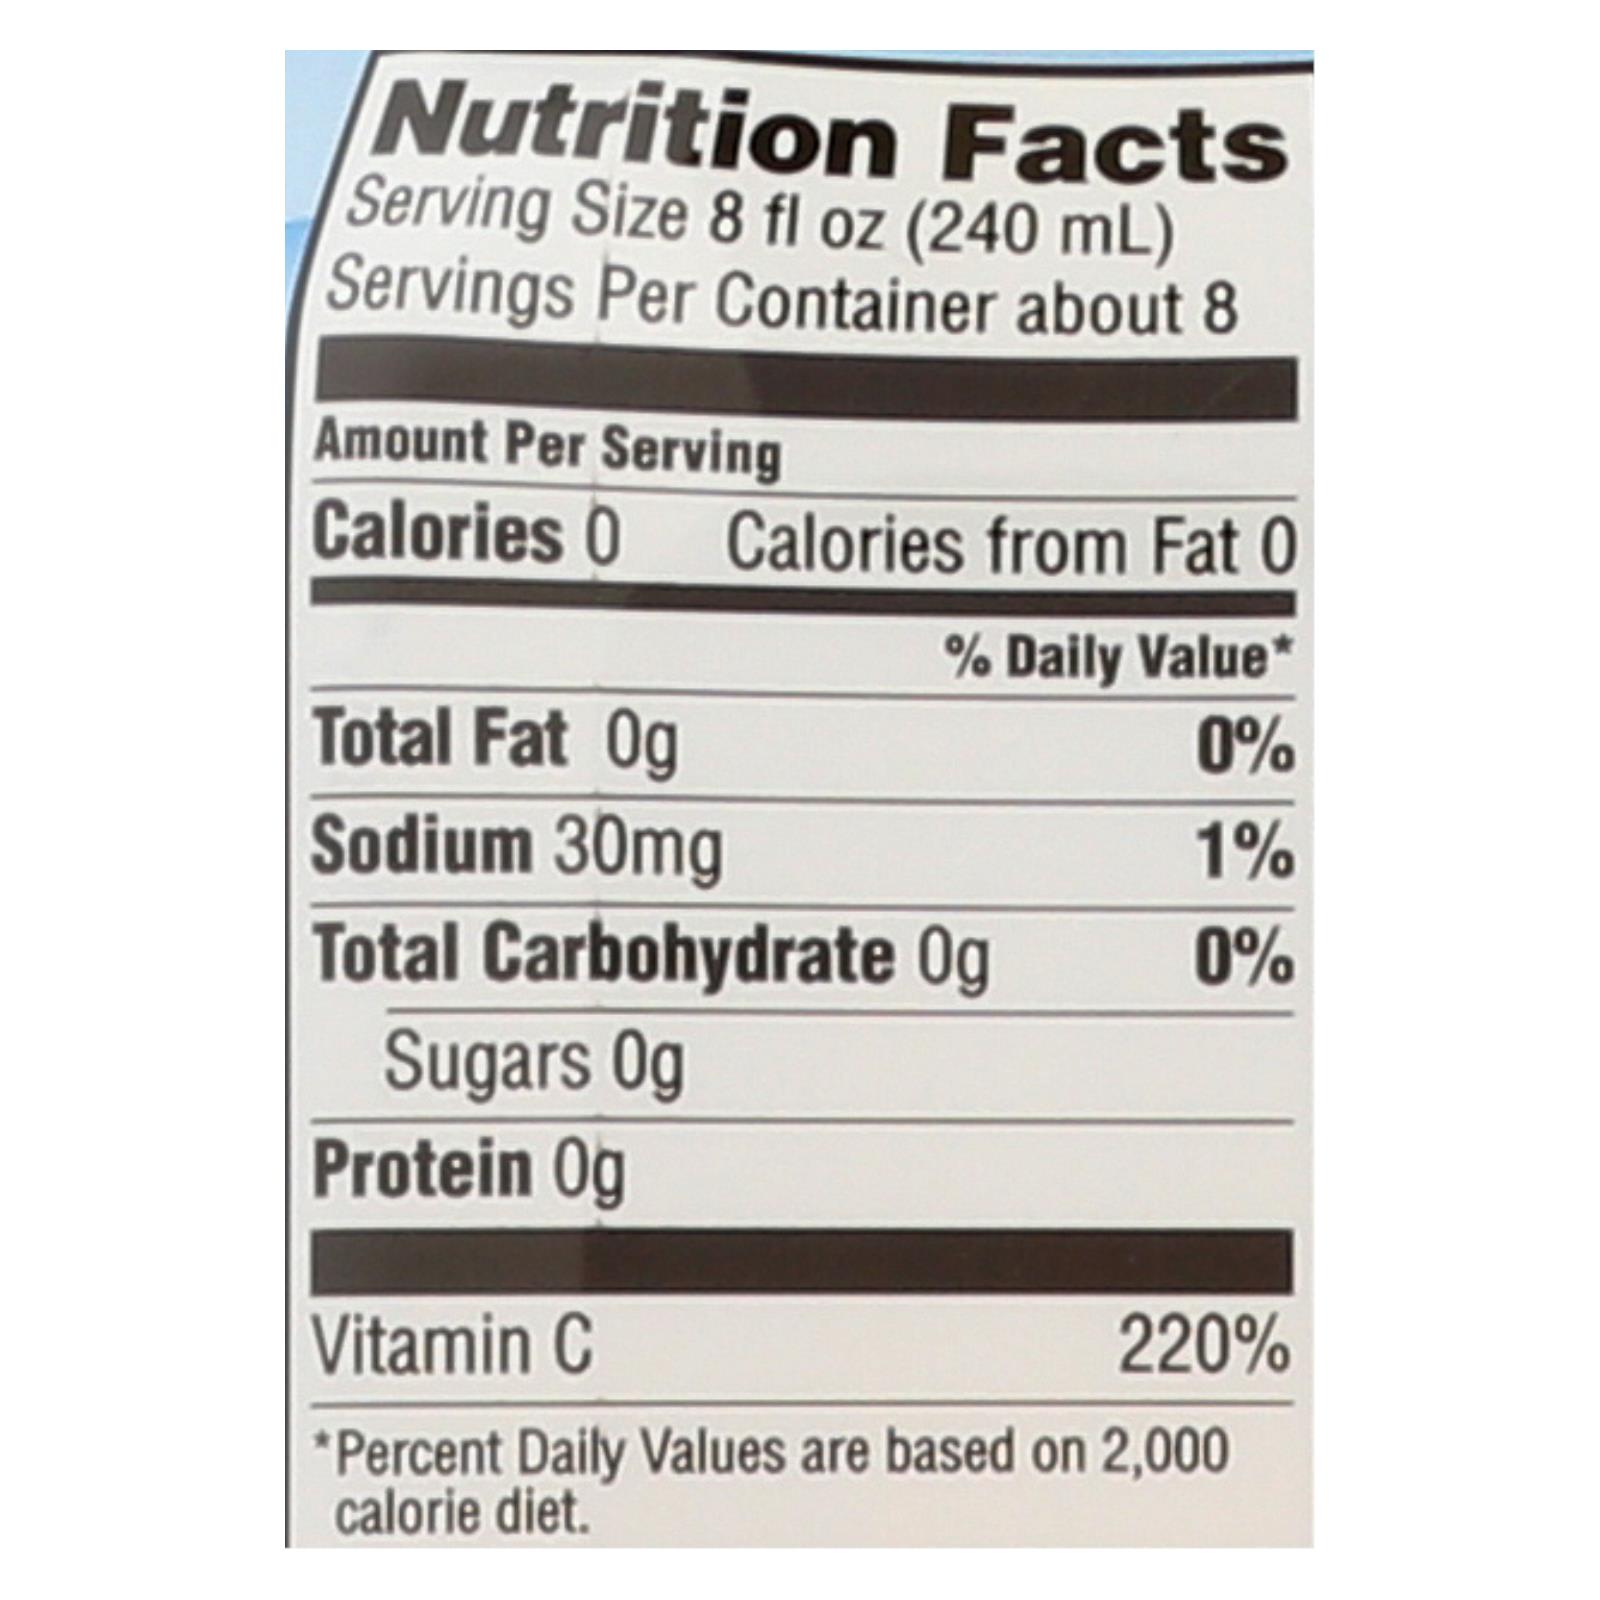 Nutrition Facts
Serving Size 8 fl oz (240 mL)
Servings Per Container about 8
Amount Per Serving
Calories 0 Calories from Fat 0
% Daily Value*
Total Fat 0g 0%
Sodium 30mg 1%
Total Carbohydrate 0g 0%
Sugars 0g
Protein 0g
Vitamin C 220%
*Percent Daily Values are based on 2,000
calorie diet.